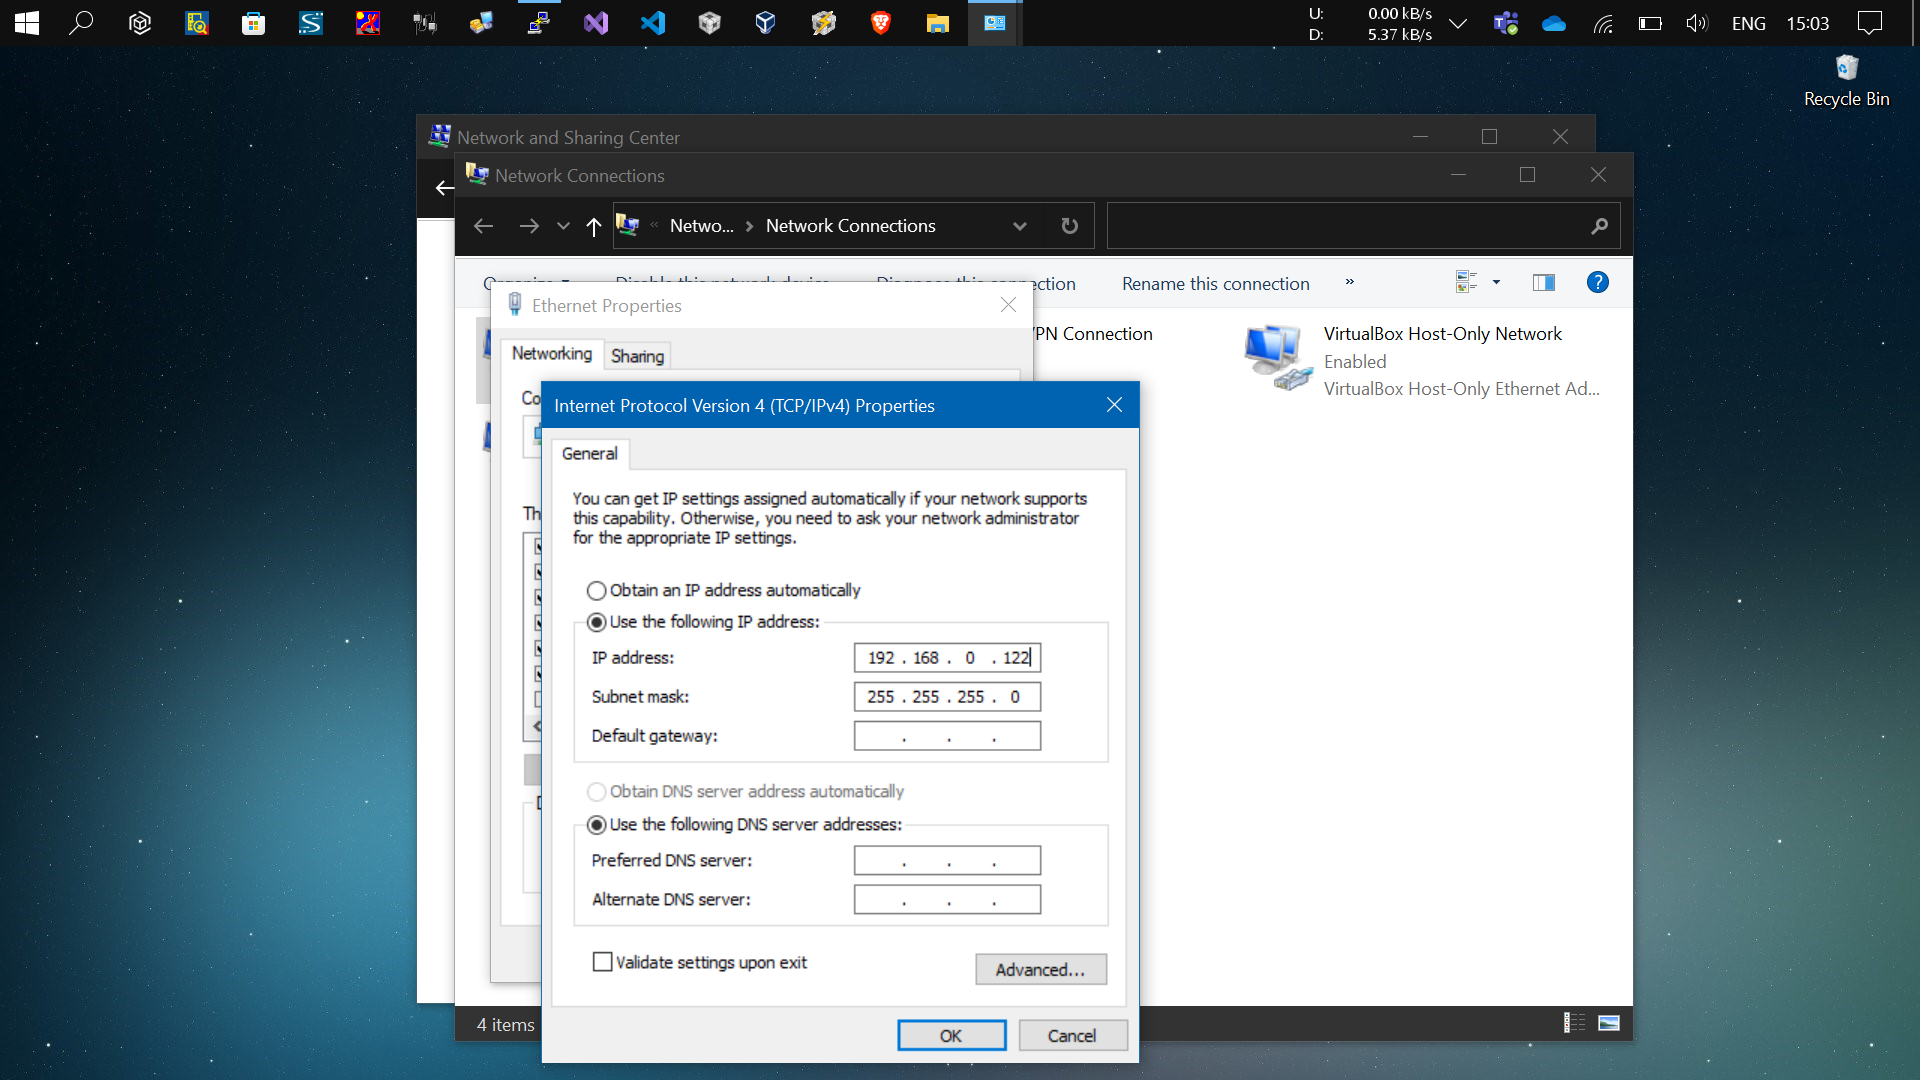 U: 0.00 kB/s
D: 5.37 kB/s
ENG
15:03
Recycle Bin
Network and Sharing Center
Network Connections
« Netwo... > Network Connections
Organize Disable this network device Diagnose this connection Rename this connection »
Ethernet Properties
Networking Sharing
VPN Connection
VirtualBox Host-Only Network
Enabled
VirtualBox Host-Only Ethernet Ad...
Co
Th
Internet Protocol Version 4 (TCP/IPv4) Properties
General
You can get IP settings assigned automatically if your network supports
this capability. Otherwise, you need to ask your network administrator
for the appropriate IP settings.
Obtain an IP address automatically
Use the following IP address:
IP address: 192 . 168 . 0 . 122
Subnet mask: 255 . 255 . 255 . 0
Default gateway: . . .
Obtain DNS server address automatically
Use the following DNS server addresses:
Preferred DNS server: . . .
Alternate DNS server: . . .
Validate settings upon exit
Advanced...
OK Cancel
4 items